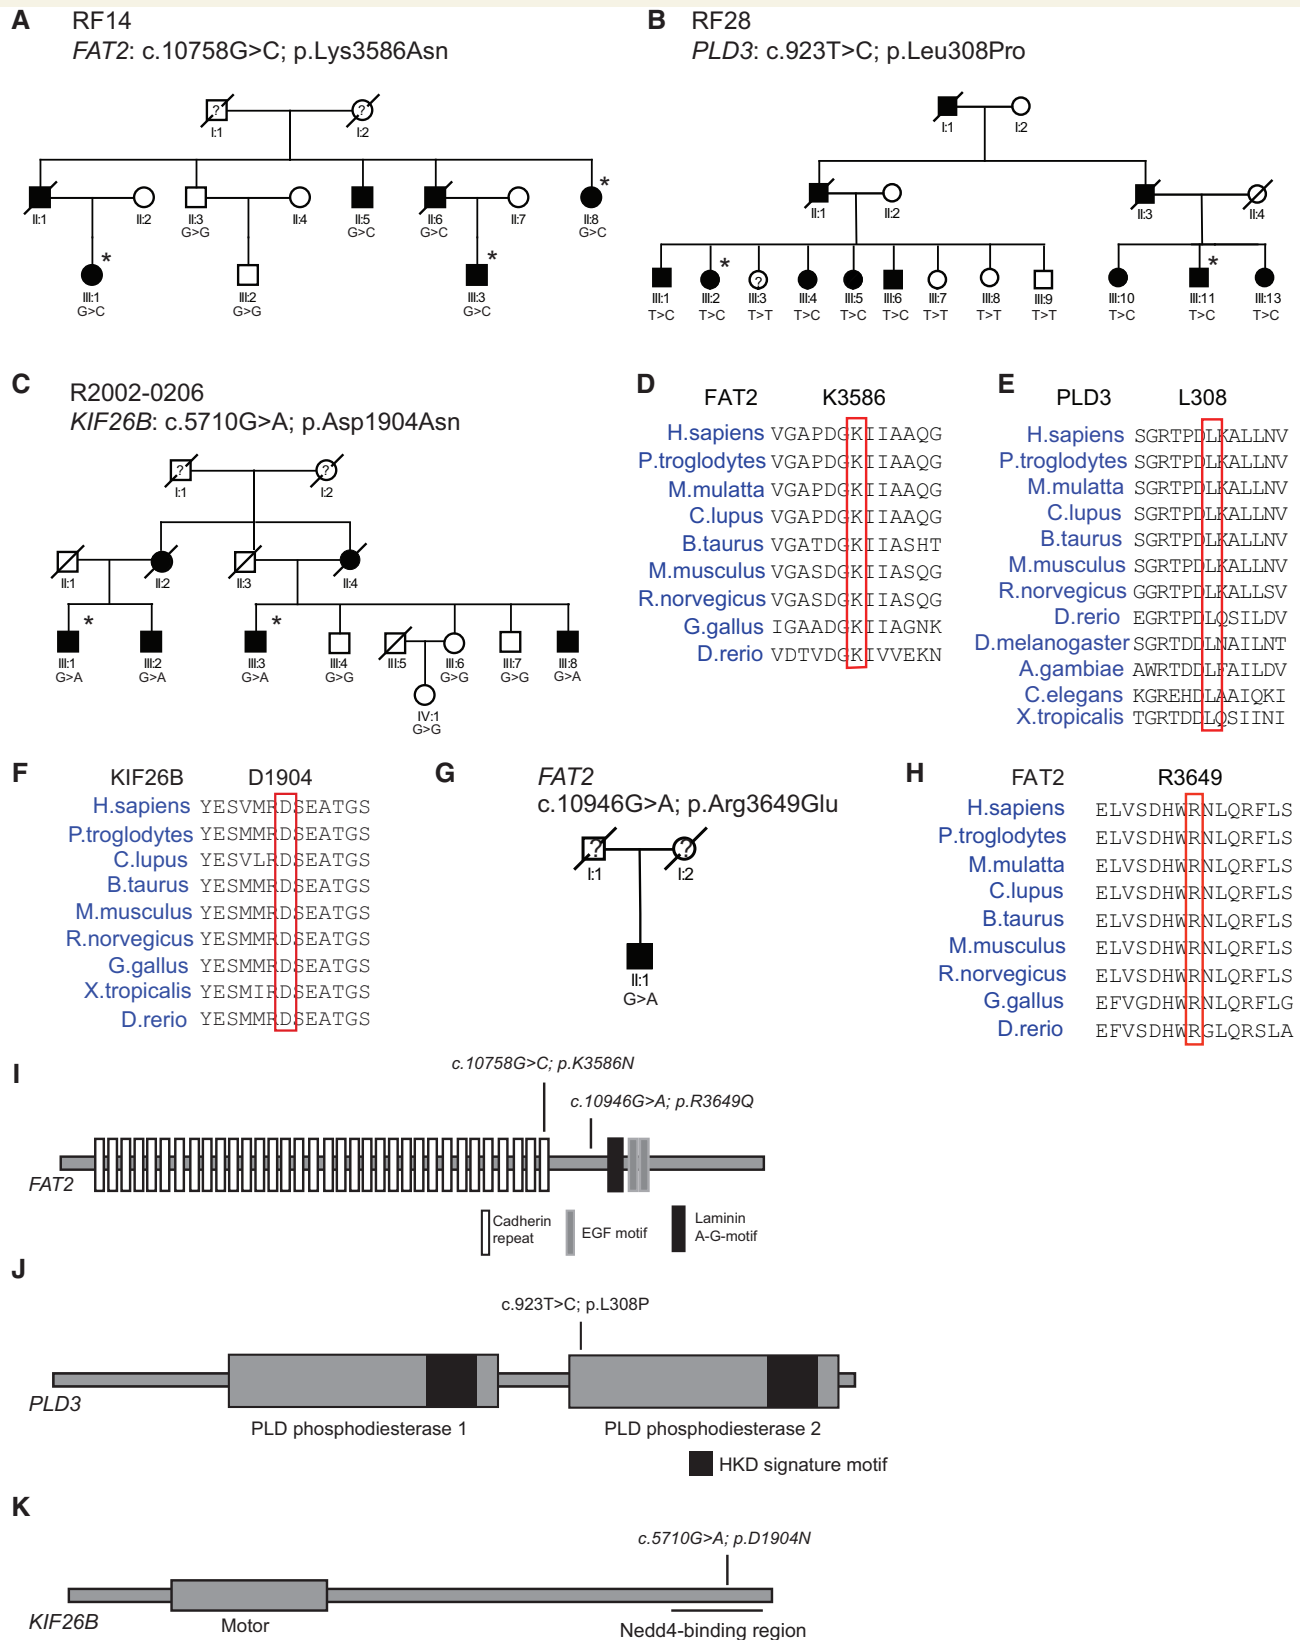 A
RF14
FAT2: c.10758G>C; p.Lys3586Asn
? ?
I:1 I:2
*
II:1 II:2 II:3 II:4 II:5 II:6 II:7 II:8
G>G G>C G>C G>C
* *
III:1 III:2 III:3
G>C G>G G>C
B
RF28
PLD3: c.923T>C; p.Leu308Pro
I:1 I:2
II:1 II:2 II:3 II:4
* ? *
III:1 III:2 III:3 III:4 III:5 III:6 III:7 III:8 III:9 III:10 III:11 III:13
T>C T>C T>T T>C T>C T>C T>T T>T T>T T>C T>C T>C
C
R2002-0206
KIF26B: c.5710G>A; p.Asp1904Asn
? ?
I:1 I:2
II:1 II:2 II:3 II:4
* *
III:1 III:2 III:3 III:4 III:5 III:6 III:7 III:8
G>A G>A G>A G>G G>G G>G G>A
IV:1
G>G
D
FAT2 K3586
H.sapiens VGAPDGKIIAAQG
P.troglodytes VGAPDGKIIAAQG
M.mulatta VGAPDGKIIAAQG
C.lupus VGAPDGKIIAAQG
B.taurus VGATDGKIIASHT
M.musculus VGASDGKIIASQG
R.norvegicus VGASDGKIIASQG
G.gallus IGAADGKIIAGNK
D.rerio VDTVDGKIVVEKN
E
PLD3 L308
H.sapiens SGRTPDLKALLNV
P.troglodytes SGRTPDLKALLNV
M.mulatta SGRTPDLKALLNV
C.lupus SGRTPDLKALLNV
B.taurus SGRTPDLKALLNV
M.musculus SGRTPDLKALLNV
R.norvegicus GGRTPDLKALLSV
D.rerio EGRTPDLQSILDV
D.melanogaster SGRTDDLNAILNT
A.gambiae AWRTDDLFAILDV
C.elegans KGREHDLAAIQKI
X.tropicalis TGRTDDLQSIINI
F
KIF26B D1904
H.sapiens YESVMRDSEATGS
P.troglodytes YESMMRDSEATGS
C.lupus YESVLRDSEATGS
B.taurus YESMMRDSEATGS
M.musculus YESMMRDSEATGS
R.norvegicus YESMMRDSEATGS
G.gallus YESMMRDSEATGS
X.tropicalis YESMIRDSEATGS
D.rerio YESMMRDSEATGS
G
FAT2
c.10946G>A; p.Arg3649Glu
? ?
I:1 I:2
II:1
G>A
H
FAT2 R3649
H.sapiens ELVSDHWRNLQRFLS
P.troglodytes ELVSDHWRNLQRFLS
M.mulatta ELVSDHWRNLQRFLS
C.lupus ELVSDHWRNLQRFLS
B.taurus ELVSDHWRNLQRFLS
M.musculus ELVSDHWRNLQRFLS
R.norvegicus ELVSDHWRNLQRFLS
G.gallus EFVGDHWRNLQRFLG
D.rerio EFVSDHWRGLQRSLA
I
c.10758G>C; p.K3586N
c.10946G>A; p.R3649Q
FAT2
Cadherin
repeat
EGF motif
Laminin
A-G-motif
J
c.923T>C; p.L308P
PLD3
PLD phosphodiesterase 1 PLD phosphodiesterase 2
HKD signature motif
K
c.5710G>A; p.D1904N
KIF26B
Motor
Nedd4-binding region